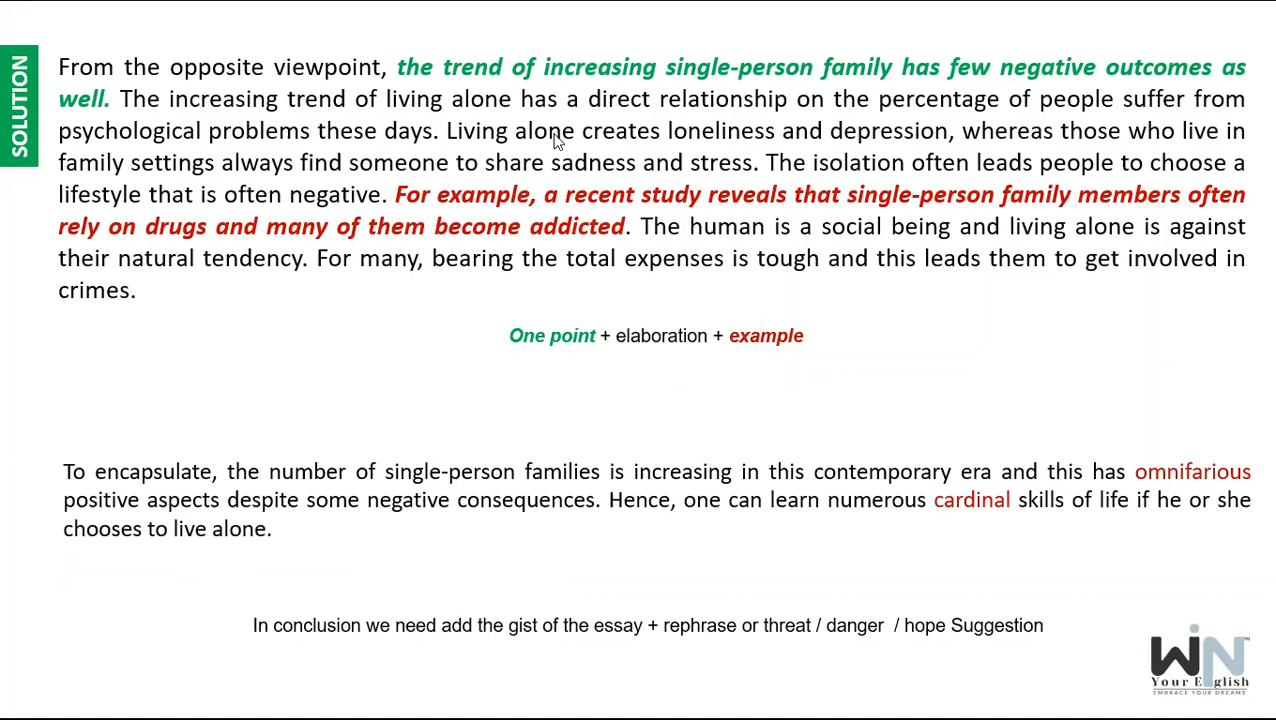 SOLUTION
From the opposite viewpoint, the trend of increasing single-person family has few negative outcomes as
well. The increasing trend of living alone has a direct relationship on the percentage of people suffer from
psychological problems these days. Living alone creates loneliness and depression, whereas those who live in
family settings always find someone to share sadness and stress. The isolation often leads people to choose a
lifestyle that is often negative. For example, a recent study reveals that single-person family members often
rely on drugs and many of them become addicted. The human is a social being and living alone is against
their natural tendency. For many, bearing the total expenses is tough and this leads them to get involved in
crimes.
One point + elaboration + example
To encapsulate, the number of single-person families is increasing in this contemporary era and this has omnifarious
positive aspects despite some negative consequences. Hence, one can learn numerous cardinal skills of life if he or she
chooses to live alone.
In conclusion we need add the gist of the essay + rephrase or threat / danger / hope Suggestion
WiN™
Your English
EMBRACE YOUR DREAMS